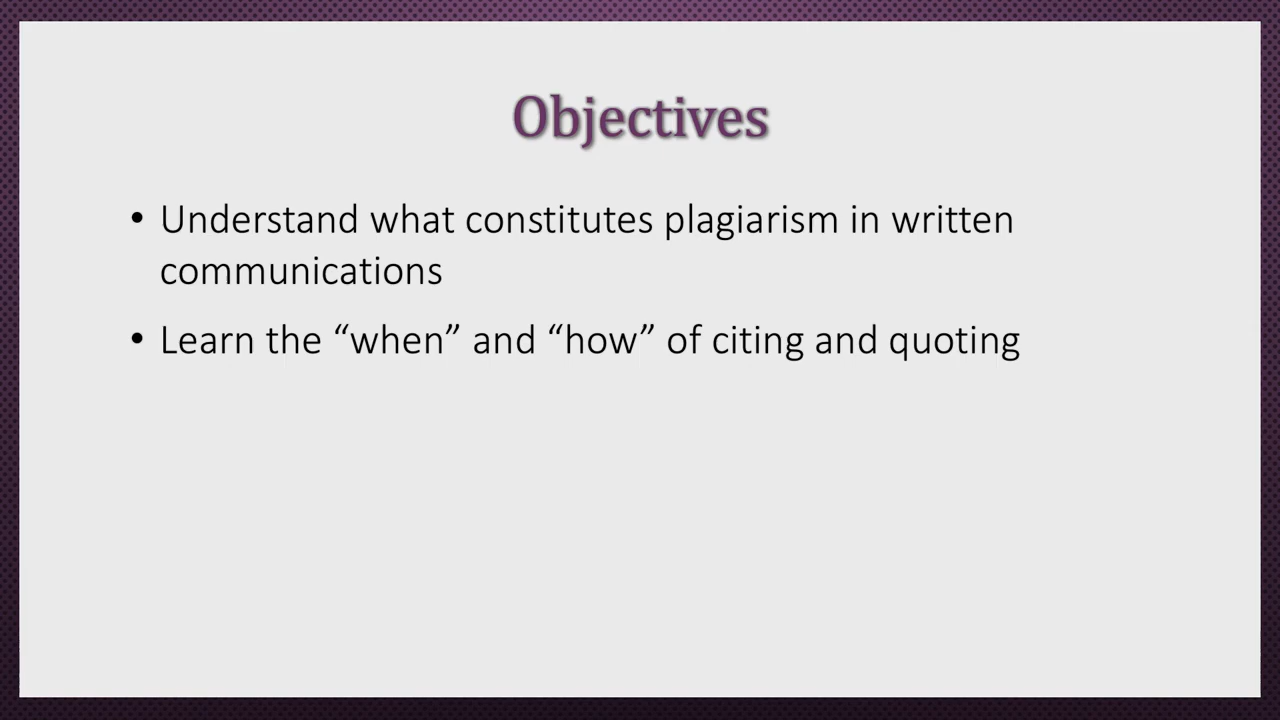 Objectives
• Understand what constitutes plagiarism in written
communications
• Learn the “when” and “how” of citing and quoting